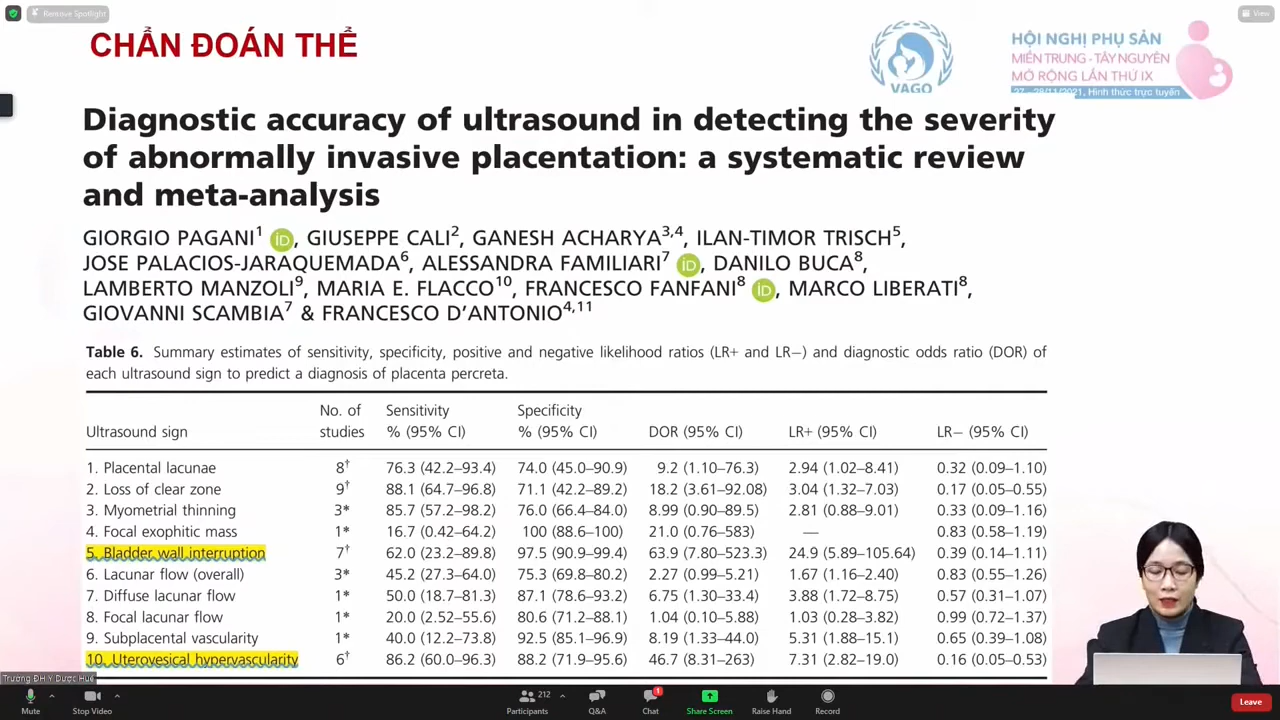 Remove Spotlight
View
CHẨN ĐOÁN THỂ
VAGO
HỘI NGHỊ PHỤ SẢN
MIỀN TRUNG - TÂY NGUYÊN
MỞ RỘNG LẦN THỨ IX
27 - 28/11/2021, Hình thức trực tuyến
Diagnostic accuracy of ultrasound in detecting the severity
of abnormally invasive placentation: a systematic review
and meta-analysis
GIORGIO PAGANI¹ iD, GIUSEPPE CALI², GANESH ACHARYA³,⁴, ILAN-TIMOR TRISCH⁵,
JOSE PALACIOS-JARAQUEMADA⁶, ALESSANDRA FAMILIARI⁷ iD, DANILO BUCA⁸,
LAMBERTO MANZOLI⁹, MARIA E. FLACCO¹⁰, FRANCESCO FANFANI⁸ iD, MARCO LIBERATI⁸,
GIOVANNI SCAMBIA⁷ & FRANCESCO D'ANTONIO⁴,¹¹
Table 6. Summary estimates of sensitivity, specificity, positive and negative likelihood ratios (LR+ and LR−) and diagnostic odds ratio (DOR) of
each ultrasound sign to predict a diagnosis of placenta percreta.
No. of Sensitivity Specificity
Ultrasound sign studies % (95% CI) % (95% CI) DOR (95% CI) LR+ (95% CI) LR− (95% CI)
1. Placental lacunae 8† 76.3 (42.2–93.4) 74.0 (45.0–90.9) 9.2 (1.10–76.3) 2.94 (1.02–8.41) 0.32 (0.09–1.10)
2. Loss of clear zone 9† 88.1 (64.7–96.8) 71.1 (42.2–89.2) 18.2 (3.61–92.08) 3.04 (1.32–7.03) 0.17 (0.05–0.55)
3. Myometrial thinning 3* 85.7 (57.2–98.2) 76.0 (66.4–84.0) 8.99 (0.90–89.5) 2.81 (0.88–9.01) 0.33 (0.09–1.16)
4. Focal exophitic mass 1* 16.7 (0.42–64.2) 100 (88.6–100) 21.0 (0.76–583) — 0.83 (0.58–1.19)
5. Bladder wall interruption 7† 62.0 (23.2–89.8) 97.5 (90.9–99.4) 63.9 (7.80–523.3) 24.9 (5.89–105.64) 0.39 (0.14–1.11)
6. Lacunar flow (overall) 3* 45.2 (27.3–64.0) 75.3 (69.8–80.2) 2.27 (0.99–5.21) 1.67 (1.16–2.40) 0.83 (0.55–1.26)
7. Diffuse lacunar flow 1* 50.0 (18.7–81.3) 87.1 (78.6–93.2) 6.75 (1.30–33.4) 3.88 (1.72–8.75) 0.57 (0.31–1.07)
8. Focal lacunar flow 1* 20.0 (2.52–55.6) 80.6 (71.2–88.1) 1.04 (0.10–5.88) 1.03 (0.28–3.82) 0.99 (0.72–1.37)
9. Subplacental vascularity 1* 40.0 (12.2–73.8) 92.5 (85.1–96.9) 8.19 (1.33–44.0) 5.31 (1.88–15.1) 0.65 (0.39–1.08)
10. Uterovesical hypervascularity 6† 86.2 (60.0–96.3) 88.2 (71.9–95.6) 46.7 (8.31–263) 7.31 (2.82–19.0) 0.16 (0.05–0.53)
Trường ĐH Y Dược Huế
212
1
Mute Stop Video Participants Q&A Chat Share Screen Raise Hand Record Leave